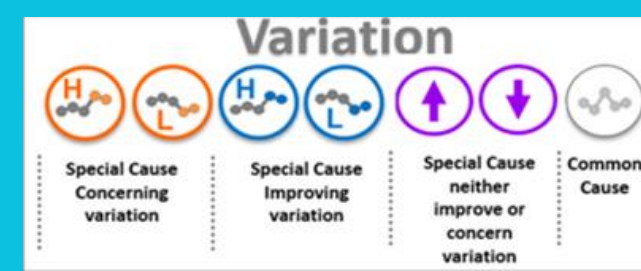 Variation
H
L
H
L
Special Cause
Concerning
variation
Special Cause
Improving
variation
Special Cause
neither
improve or
concern
variation
Common
Cause